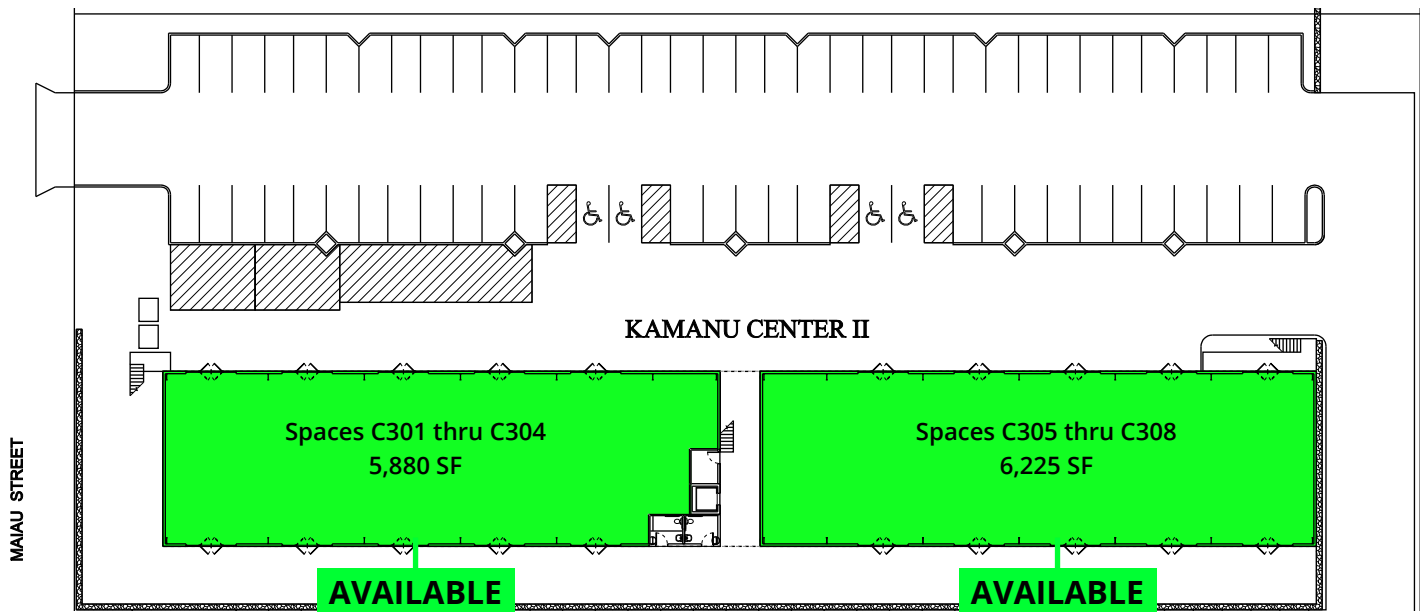 KAMANU CENTER II
Spaces C301 thru C304
5,880 SF
Spaces C305 thru C308
6,225 SF
MAIAU STREET
AVAILABLE
AVAILABLE